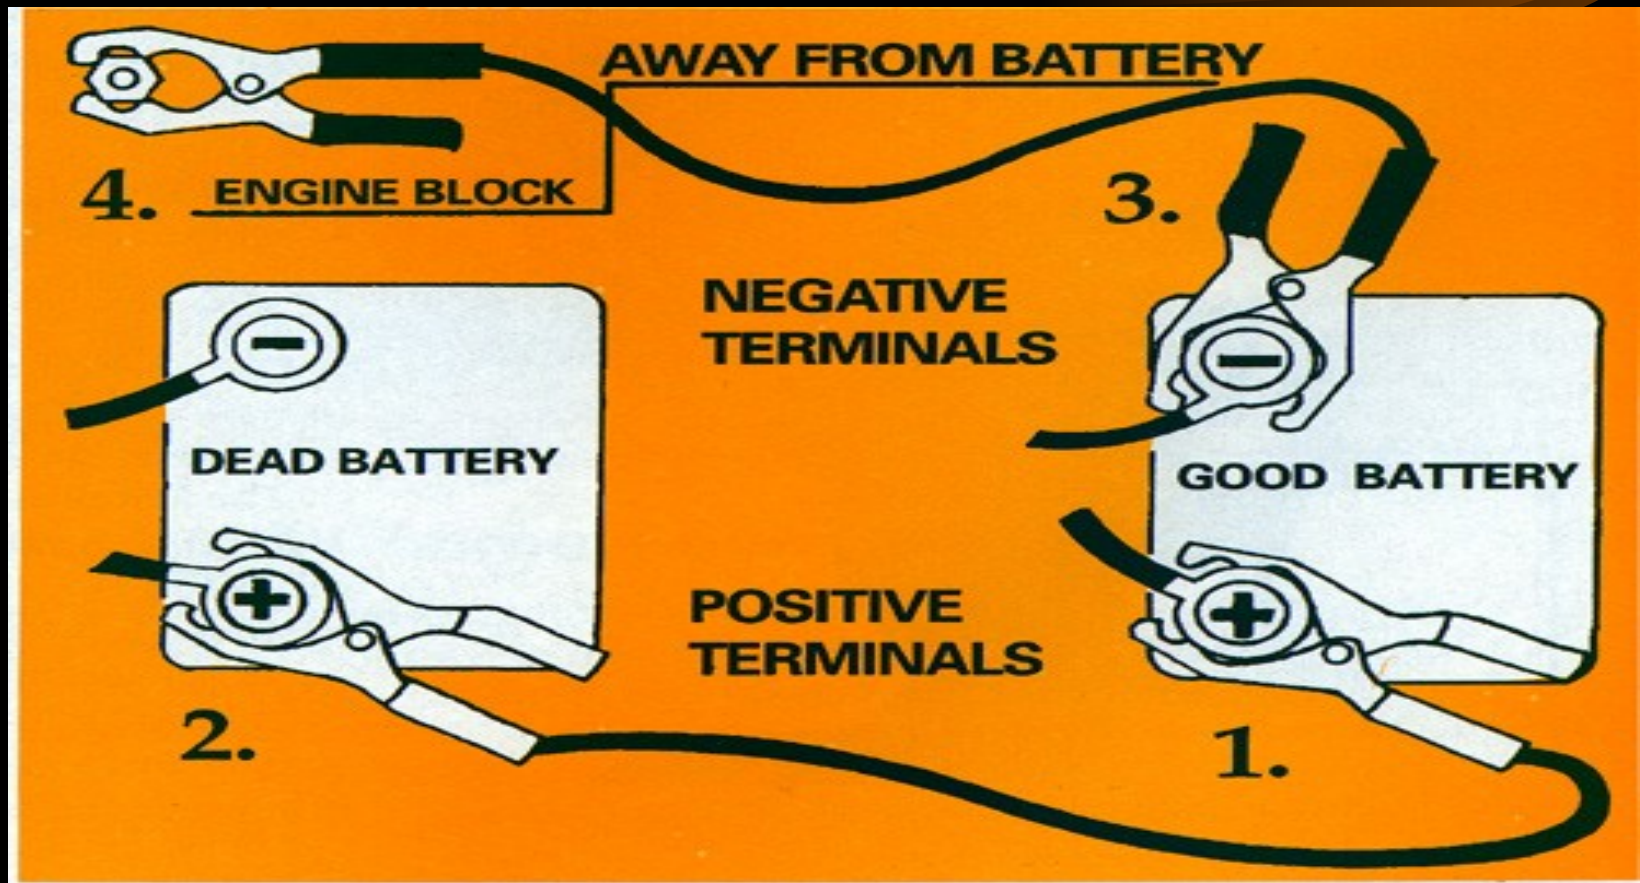 AWAY FROM BATTERY
4. ENGINE BLOCK
3.
NEGATIVE
TERMINALS
-
-
DEAD BATTERY
GOOD BATTERY
+
+
POSITIVE
TERMINALS
2.
1.